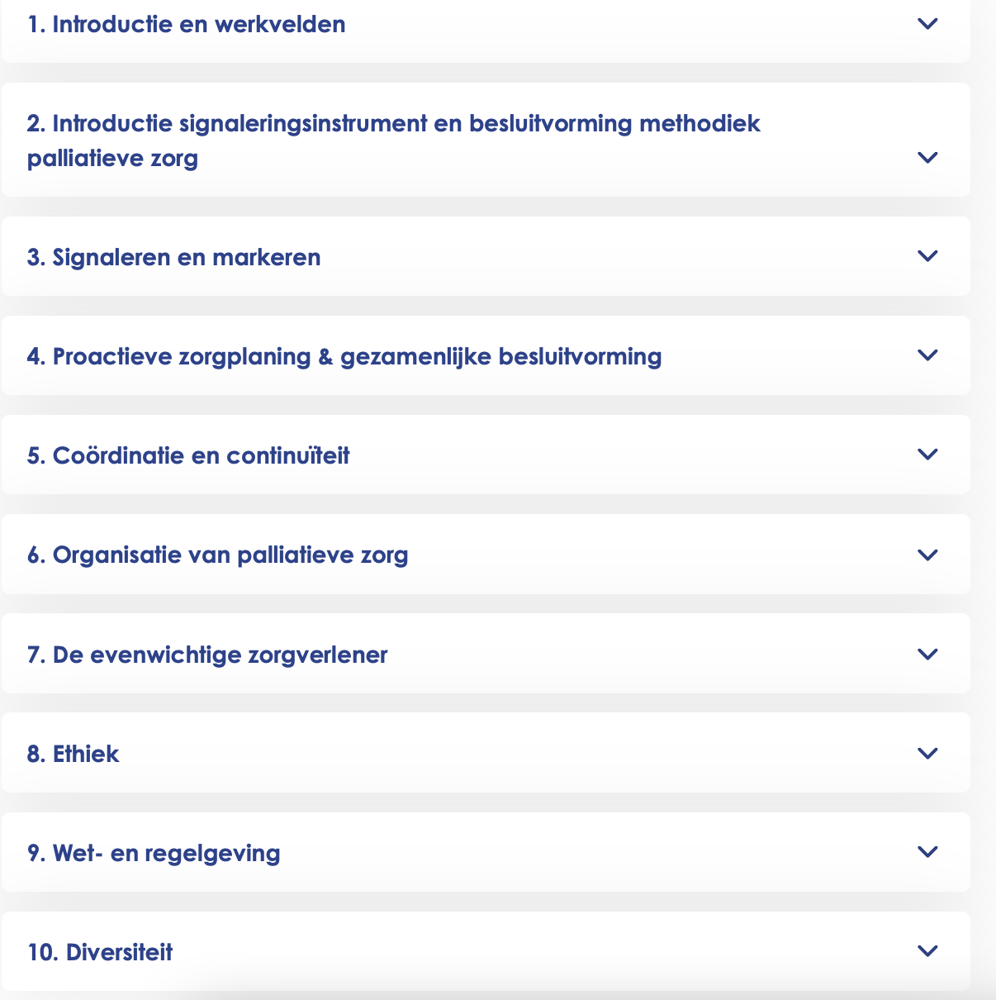 1. Introductie en werkvelden
2. Introductie signaleringsinstrument en besluitvorming methodiek
palliatieve zorg
3. Signaleren en markeren
4. Proactieve zorgplaning & gezamenlijke besluitvorming
5. Coördinatie en continuïteit
6. Organisatie van palliatieve zorg
7. De evenwichtige zorgverlener
8. Ethiek
9. Wet- en regelgeving
10. Diversiteit